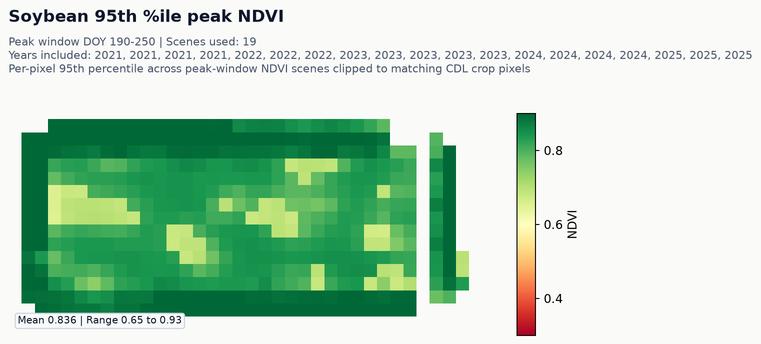 Soybean 95th %ile peak NDVI
Peak window DOY 190-250 | Scenes used: 19
Years included: 2021, 2021, 2021, 2021, 2022, 2022, 2022, 2023, 2023, 2023, 2023, 2023, 2024, 2024, 2024, 2024, 2025, 2025, 2025
Per-pixel 95th percentile across peak-window NDVI scenes clipped to matching CDL crop pixels
0.8
0.6
0.4
NDVI
Mean 0.836 | Range 0.65 to 0.93